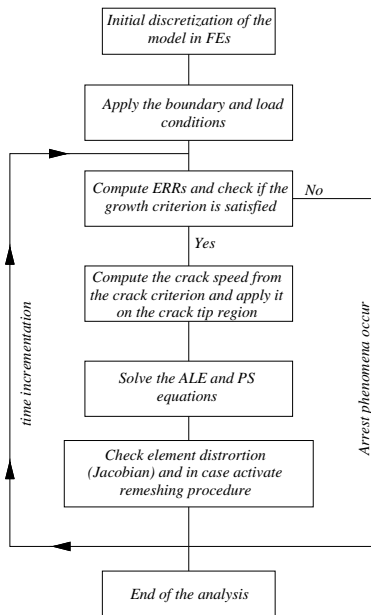 Initial discretization of the
model in FEs
Apply the boundary and load
conditions
Compute ERRs and check if the
growth criterion is satisfied
No
Yes
Compute the crack speed from
the crack criterion and apply it
on the crack tip region
time incrementation
Arrest phenomena occur
Solve the ALE and PS
equations
Check element distrortion
(Jacobian) and in case activate
remeshing procedure
End of the analysis